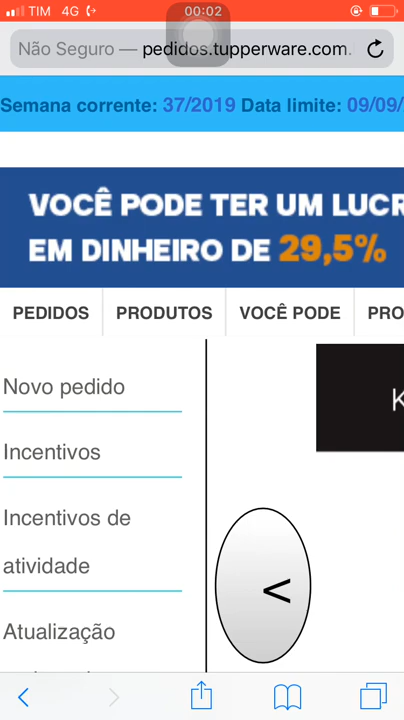 TIM 4G 00:02
Não Seguro — pedidos.tupperware.com.
Semana corrente: 37/2019 Data limite: 09/09/
VOCÊ PODE TER UM LUCR
EM DINHEIRO DE 29,5%
PEDIDOS PRODUTOS VOCÊ PODE PRO
K
Novo pedido
Incentivos
Incentivos de
atividade
<
Atualização